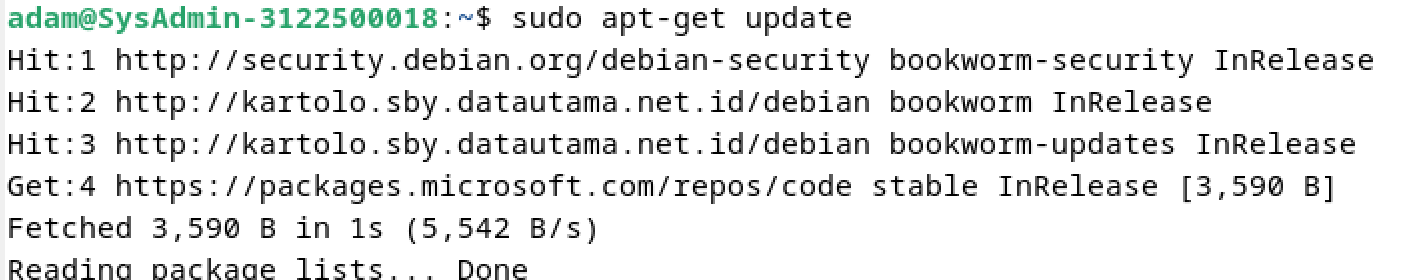 adam@SysAdmin-3122500018:~$ sudo apt-get update
Hit:1 http://security.debian.org/debian-security bookworm-security InRelease
Hit:2 http://kartolo.sby.datautama.net.id/debian bookworm InRelease
Hit:3 http://kartolo.sby.datautama.net.id/debian bookworm-updates InRelease
Get:4 https://packages.microsoft.com/repos/code stable InRelease [3,590 B]
Fetched 3,590 B in 1s (5,542 B/s)
Reading package lists... Done